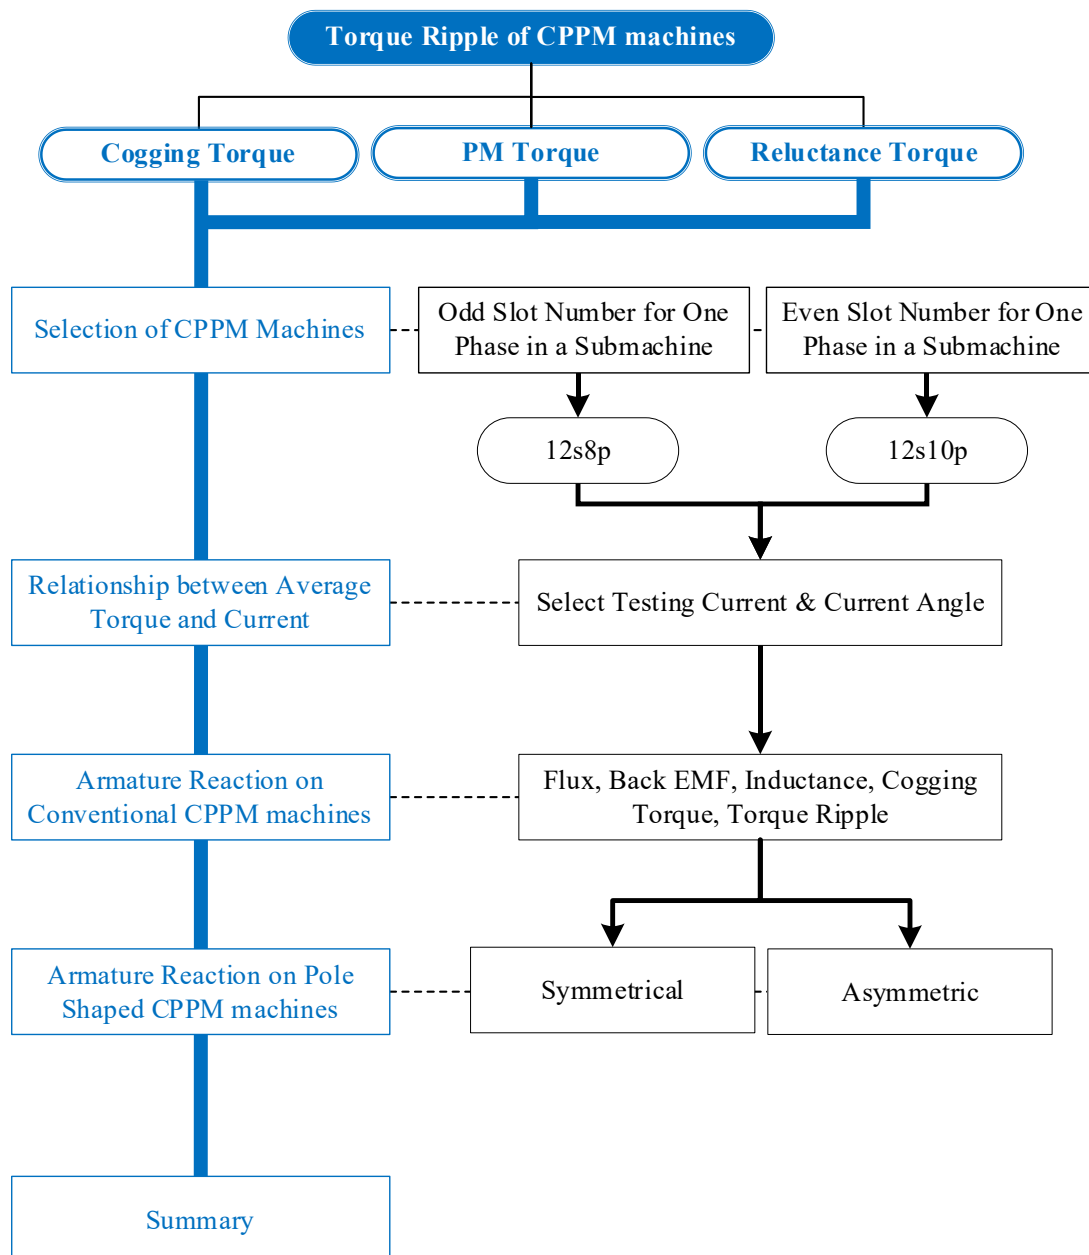 Torque Ripple of CPPM machines
Cogging Torque
PM Torque
Reluctance Torque
Selection of CPPM Machines
Odd Slot Number for One
Phase in a Submachine
Even Slot Number for One
Phase in a Submachine
12s8p
12s10p
Relationship between Average
Torque and Current
Select Testing Current & Current Angle
Armature Reaction on
Conventional CPPM machines
Flux, Back EMF, Inductance, Cogging
Torque, Torque Ripple
Armature Reaction on Pole
Shaped CPPM machines
Symmetrical
Asymmetric
Summary